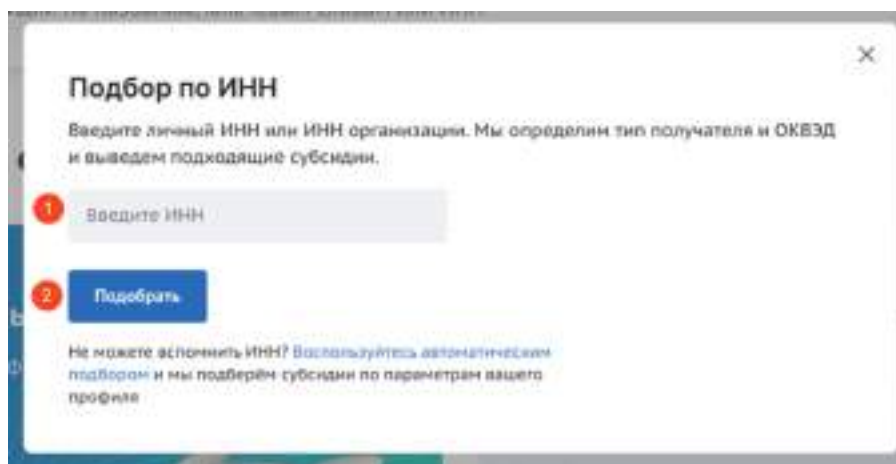 Подбор по ИНН
Введите личный ИНН или ИНН организации. Мы определим тип получателя и ОКВЭД
и выведем подходящие субсидии.
1
Введите ИНН
2
Подобрать
Не можете вспомнить ИНН? Воспользуйтесь автоматическим
подбором и мы подберём субсидии по параметрам вашего
профиля